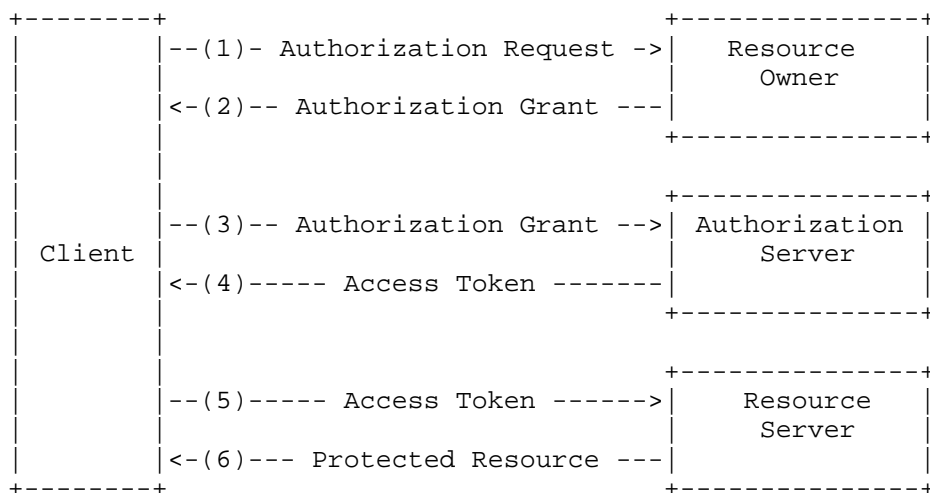 +--------+                               +---------------+
|        |--(1)- Authorization Request ->|   Resource    |
|        |                               |     Owner     |
|        |<-(2)-- Authorization Grant ---|               |
|        |                               +---------------+
|        |
|        |                               +---------------+
|        |--(3)-- Authorization Grant -->| Authorization |
| Client |                               |     Server    |
|        |<-(4)----- Access Token -------|               |
|        |                               +---------------+
|        |
|        |                               +---------------+
|        |--(5)----- Access Token ------>|    Resource   |
|        |                               |     Server    |
|        |<-(6)--- Protected Resource ---|               |
+--------+                               +---------------+